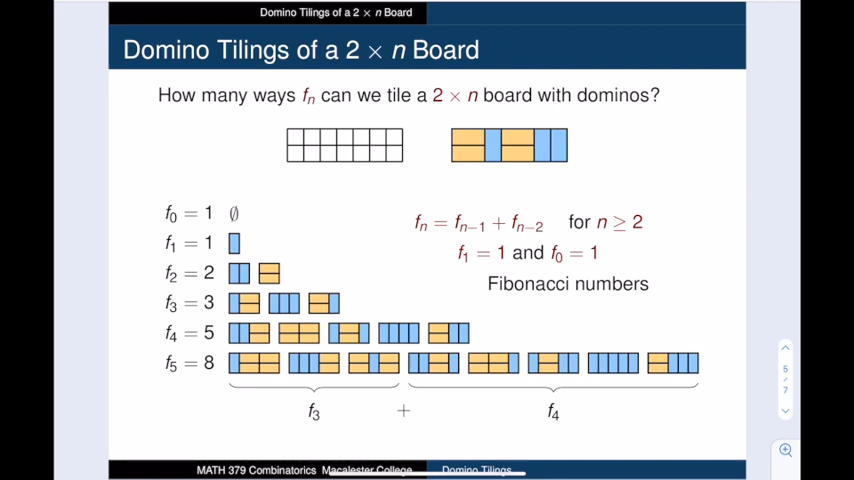 Domino Tilings of a 2 × n Board
Domino Tilings of a 2 × n Board
How many ways fₙ can we tile a 2 × n board with dominos?
f₀ = 1 ∅
f₁ = 1
f₂ = 2
f₃ = 3
f₄ = 5
f₅ = 8
fₙ = fₙ₋₁ + fₙ₋₂ for n ≥ 2
f₁ = 1 and f₀ = 1
Fibonacci numbers
f₃ + f₄
5
/
7
MATH 379 Combinatorics Macalester College Domino Tilings